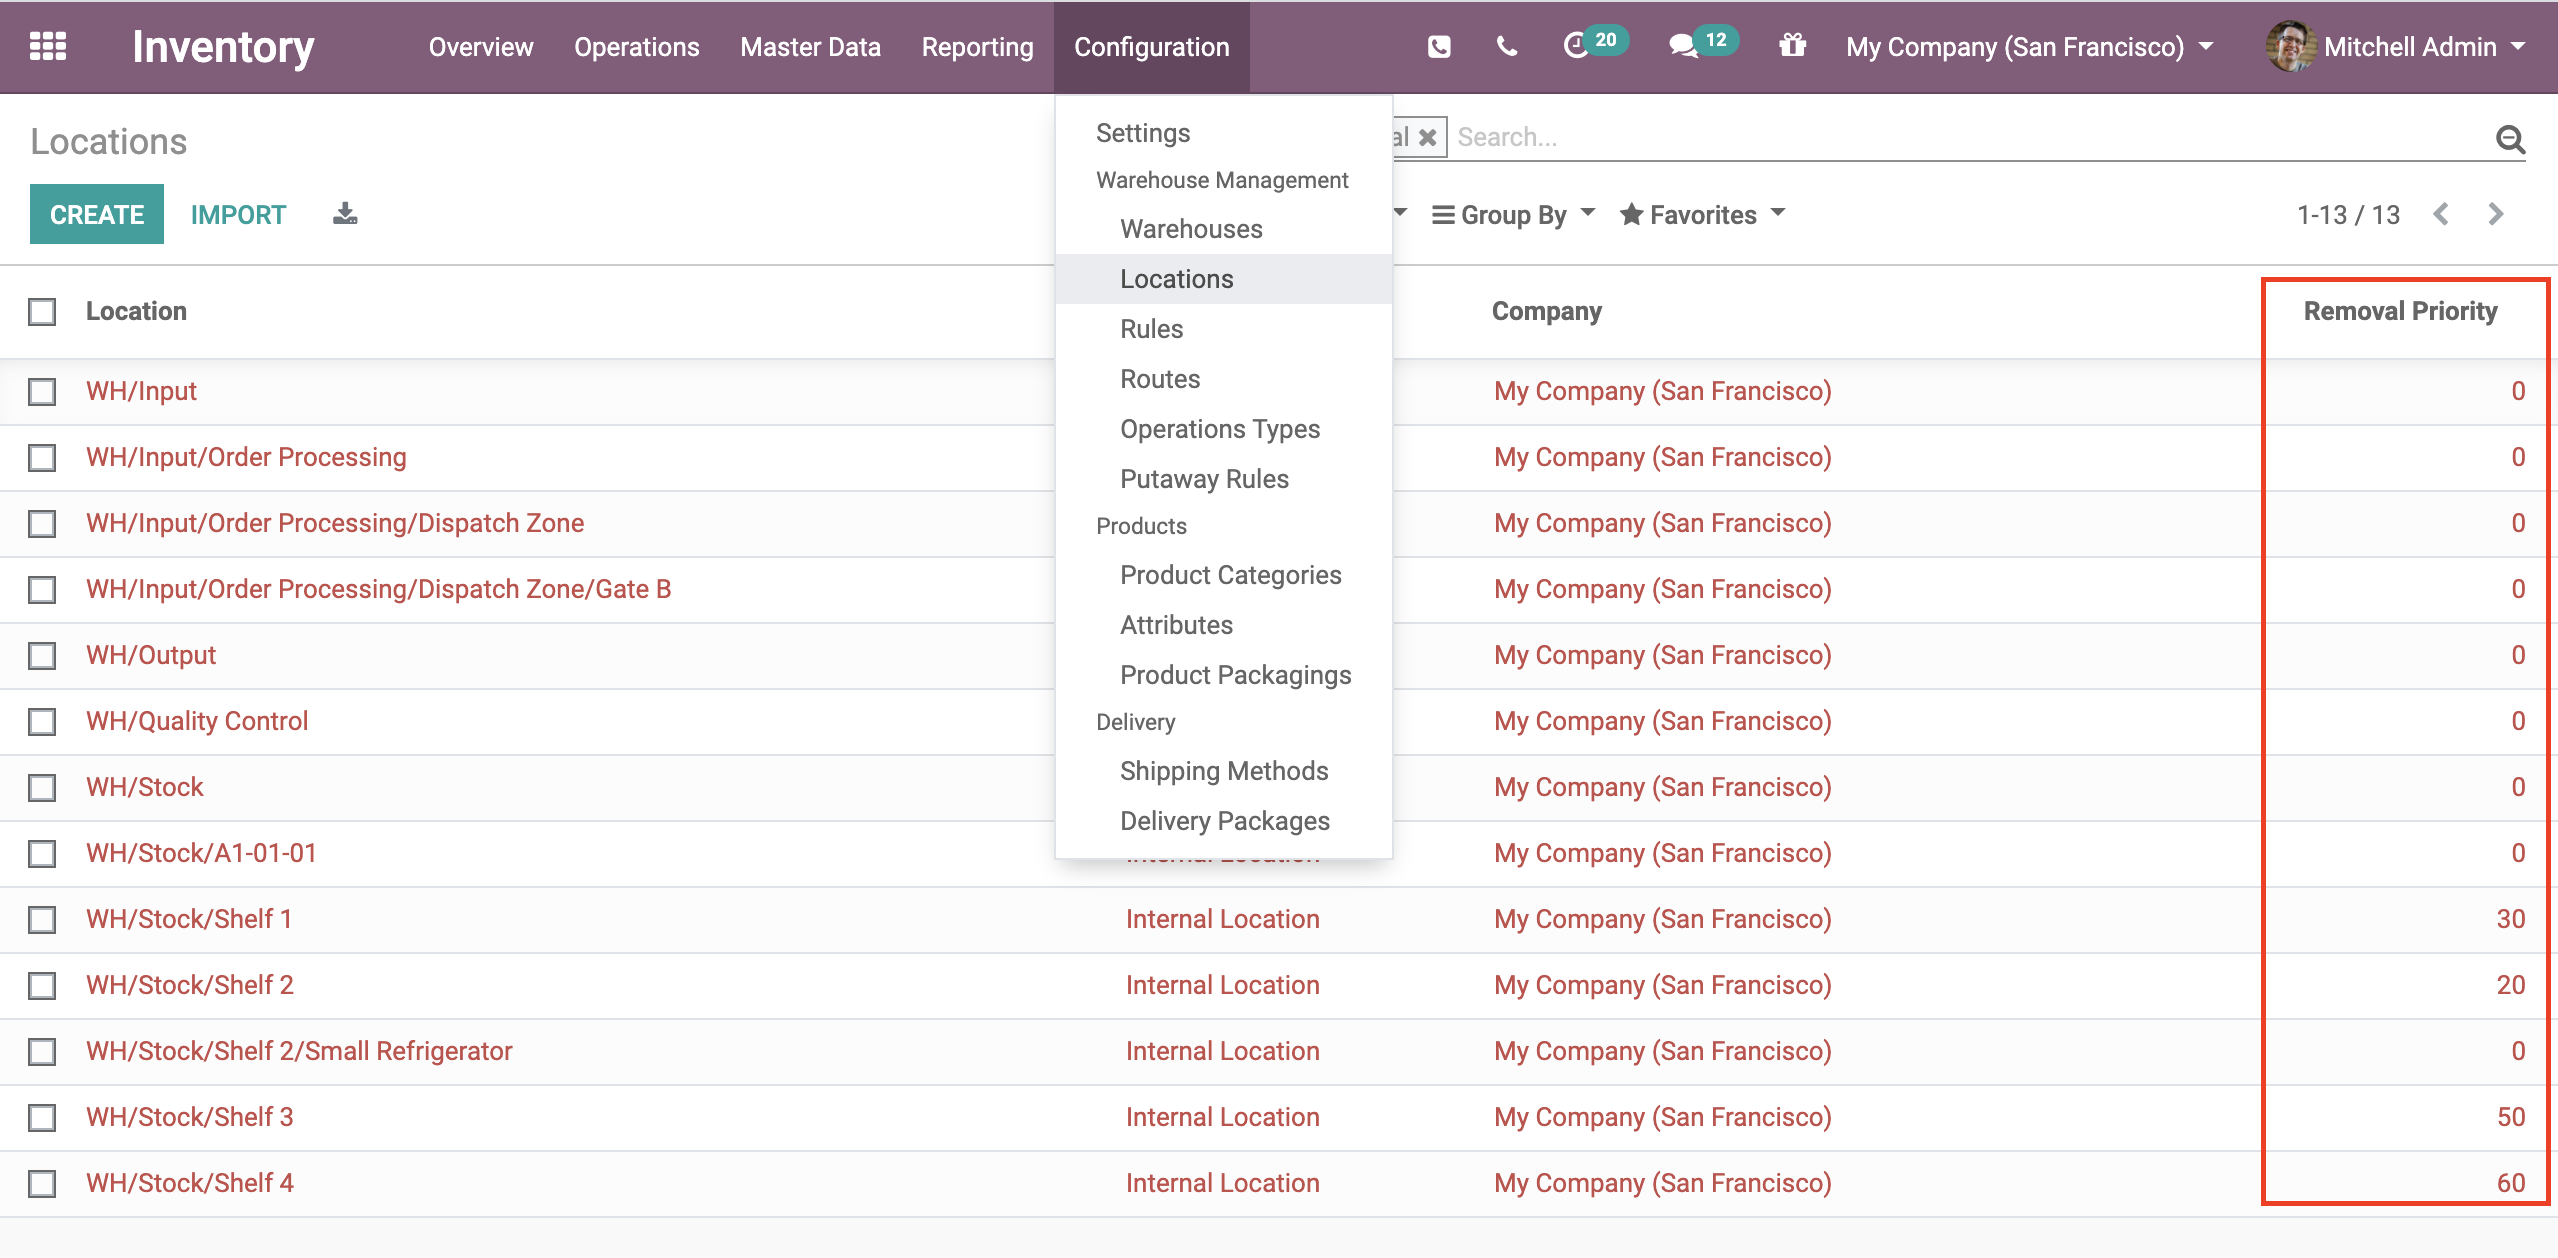 Inventory Overview Operations Master Data Reporting Configuration 20 12 My Company (San Francisco) Mitchell Admin
Locations
al Search...
CREATE IMPORT Group By Favorites 1-13 / 13
Settings
Warehouse Management
Warehouses
Locations
Rules
Routes
Operations Types
Putaway Rules
Products
Product Categories
Attributes
Product Packagings
Delivery
Shipping Methods
Delivery Packages
Location Company Removal Priority
WH/Input My Company (San Francisco) 0
WH/Input/Order Processing My Company (San Francisco) 0
WH/Input/Order Processing/Dispatch Zone My Company (San Francisco) 0
WH/Input/Order Processing/Dispatch Zone/Gate B My Company (San Francisco) 0
WH/Output My Company (San Francisco) 0
WH/Quality Control My Company (San Francisco) 0
WH/Stock My Company (San Francisco) 0
WH/Stock/A1-01-01 My Company (San Francisco) 0
WH/Stock/Shelf 1 Internal Location My Company (San Francisco) 30
WH/Stock/Shelf 2 Internal Location My Company (San Francisco) 20
WH/Stock/Shelf 2/Small Refrigerator Internal Location My Company (San Francisco) 0
WH/Stock/Shelf 3 Internal Location My Company (San Francisco) 50
WH/Stock/Shelf 4 Internal Location My Company (San Francisco) 60